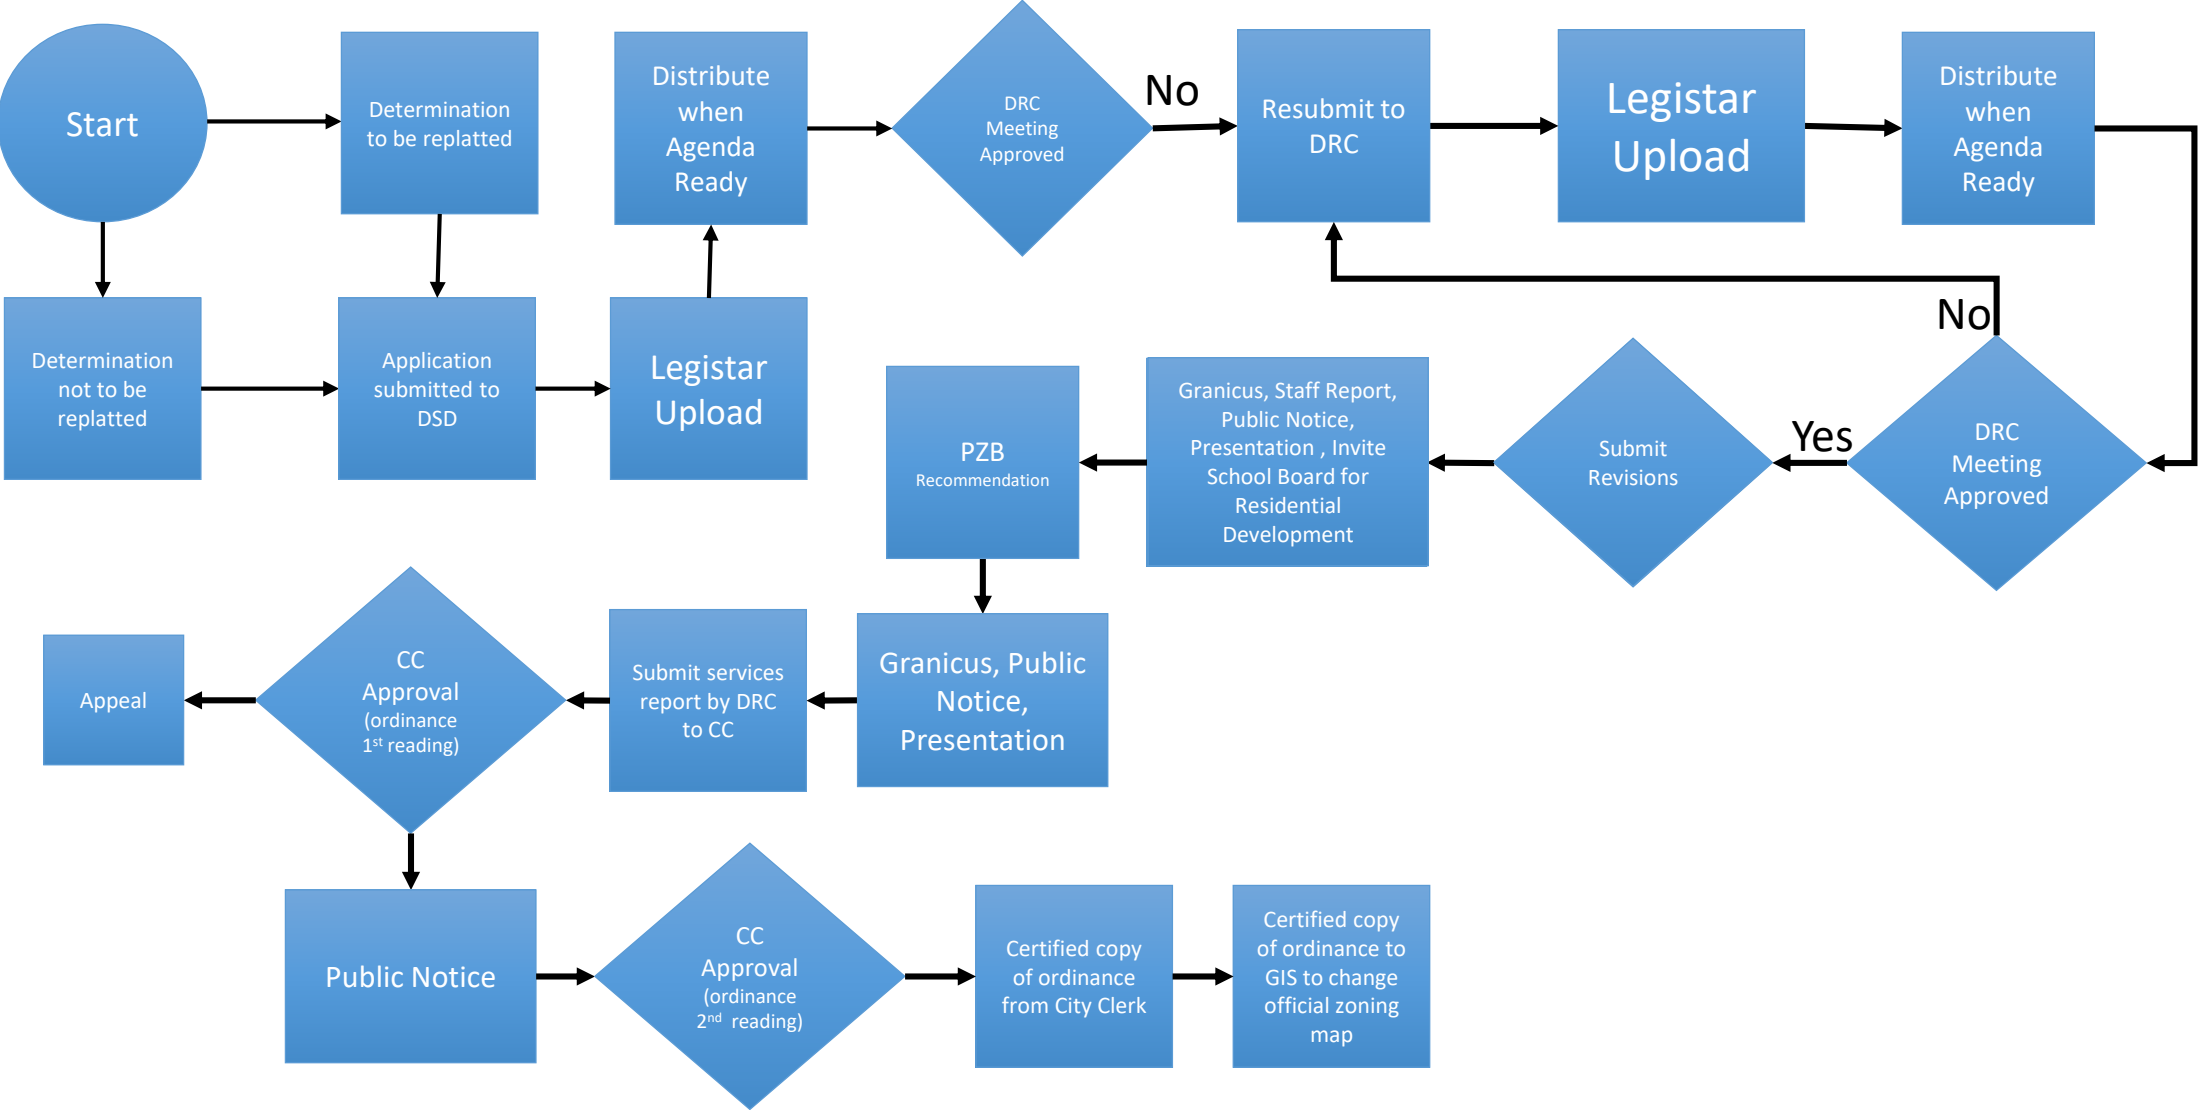 Start
Determination
to be replatted
Distribute
when
Agenda
Ready
DRC
Meeting
Approved
No
Resubmit to
DRC
Legistar
Upload
Distribute
when
Agenda
Ready
Determination
not to be
replatted
Application
submitted to
DSD
Legistar
Upload
PZB
Recommendation
Granicus, Staff Report,
Public Notice,
Presentation , Invite
School Board for
Residential
Development
Submit
Revisions
Yes
No
DRC
Meeting
Approved
Appeal
CC
Approval
(ordinance
1st reading)
Submit services
report by DRC
to CC
Granicus, Public
Notice,
Presentation
Public Notice
CC
Approval
(ordinance
2nd reading)
Certified copy
of ordinance
from City Clerk
Certified copy
of ordinance to
GIS to change
official zoning
map